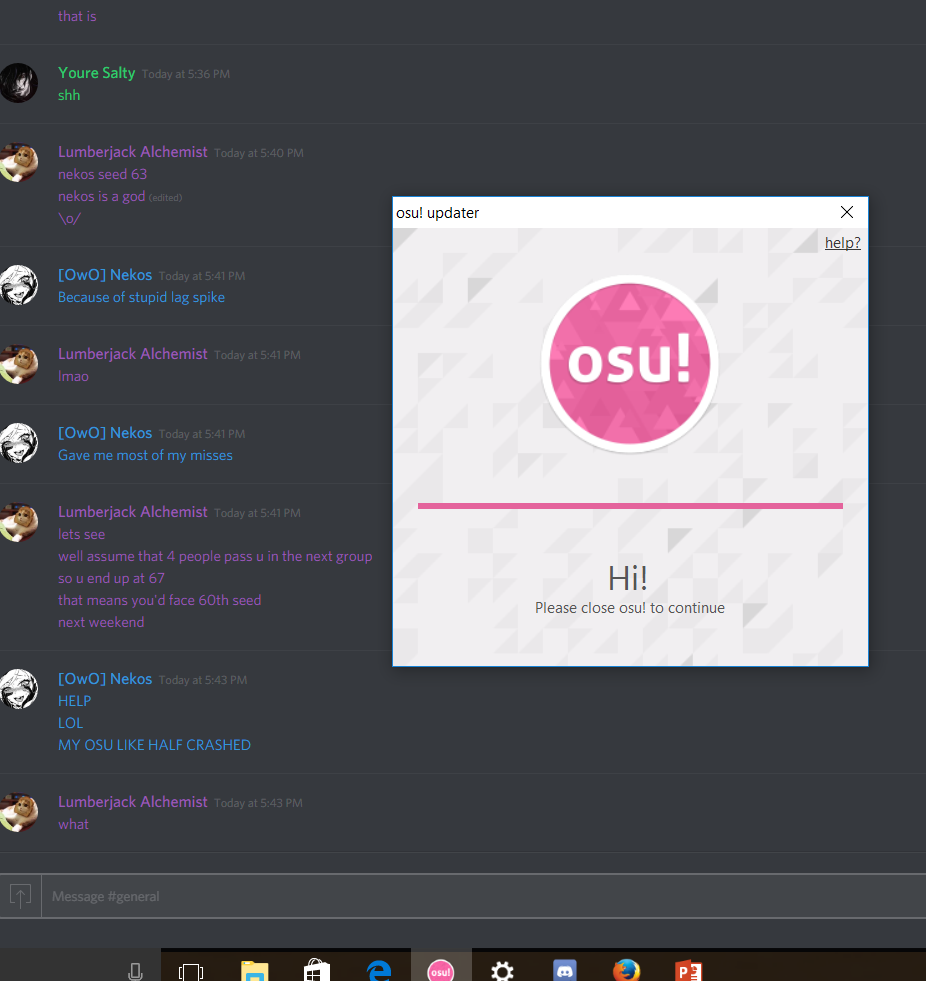 that is
Youre Salty Today at 5:36 PM
shh
Lumberjack Alchemist Today at 5:40 PM
nekos seed 63
nekos is a god (edited)
\o/
[OwO] Nekos Today at 5:41 PM
Because of stupid lag spike
Lumberjack Alchemist Today at 5:41 PM
lmao
[OwO] Nekos Today at 5:41 PM
Gave me most of my misses
Lumberjack Alchemist Today at 5:41 PM
lets see
well assume that 4 people pass u in the next group
so u end up at 67
that means you'd face 60th seed
next weekend
[OwO] Nekos Today at 5:43 PM
HELP
LOL
MY OSU LIKE HALF CRASHED
Lumberjack Alchemist Today at 5:43 PM
what
Message #general
osu! updater
help?
osu!
Hi!
Please close osu! to continue
osu!